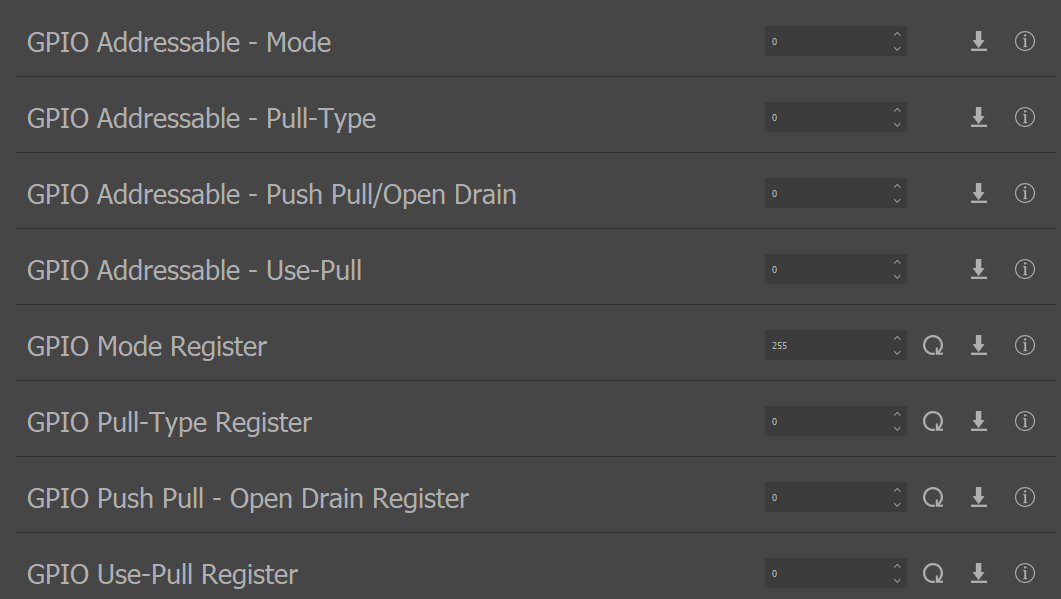 GPIO Addressable - Mode 0
GPIO Addressable - Pull-Type 0
GPIO Addressable - Push Pull/Open Drain 0
GPIO Addressable - Use-Pull 0
GPIO Mode Register 255
GPIO Pull-Type Register 0
GPIO Push Pull - Open Drain Register 0
GPIO Use-Pull Register 0